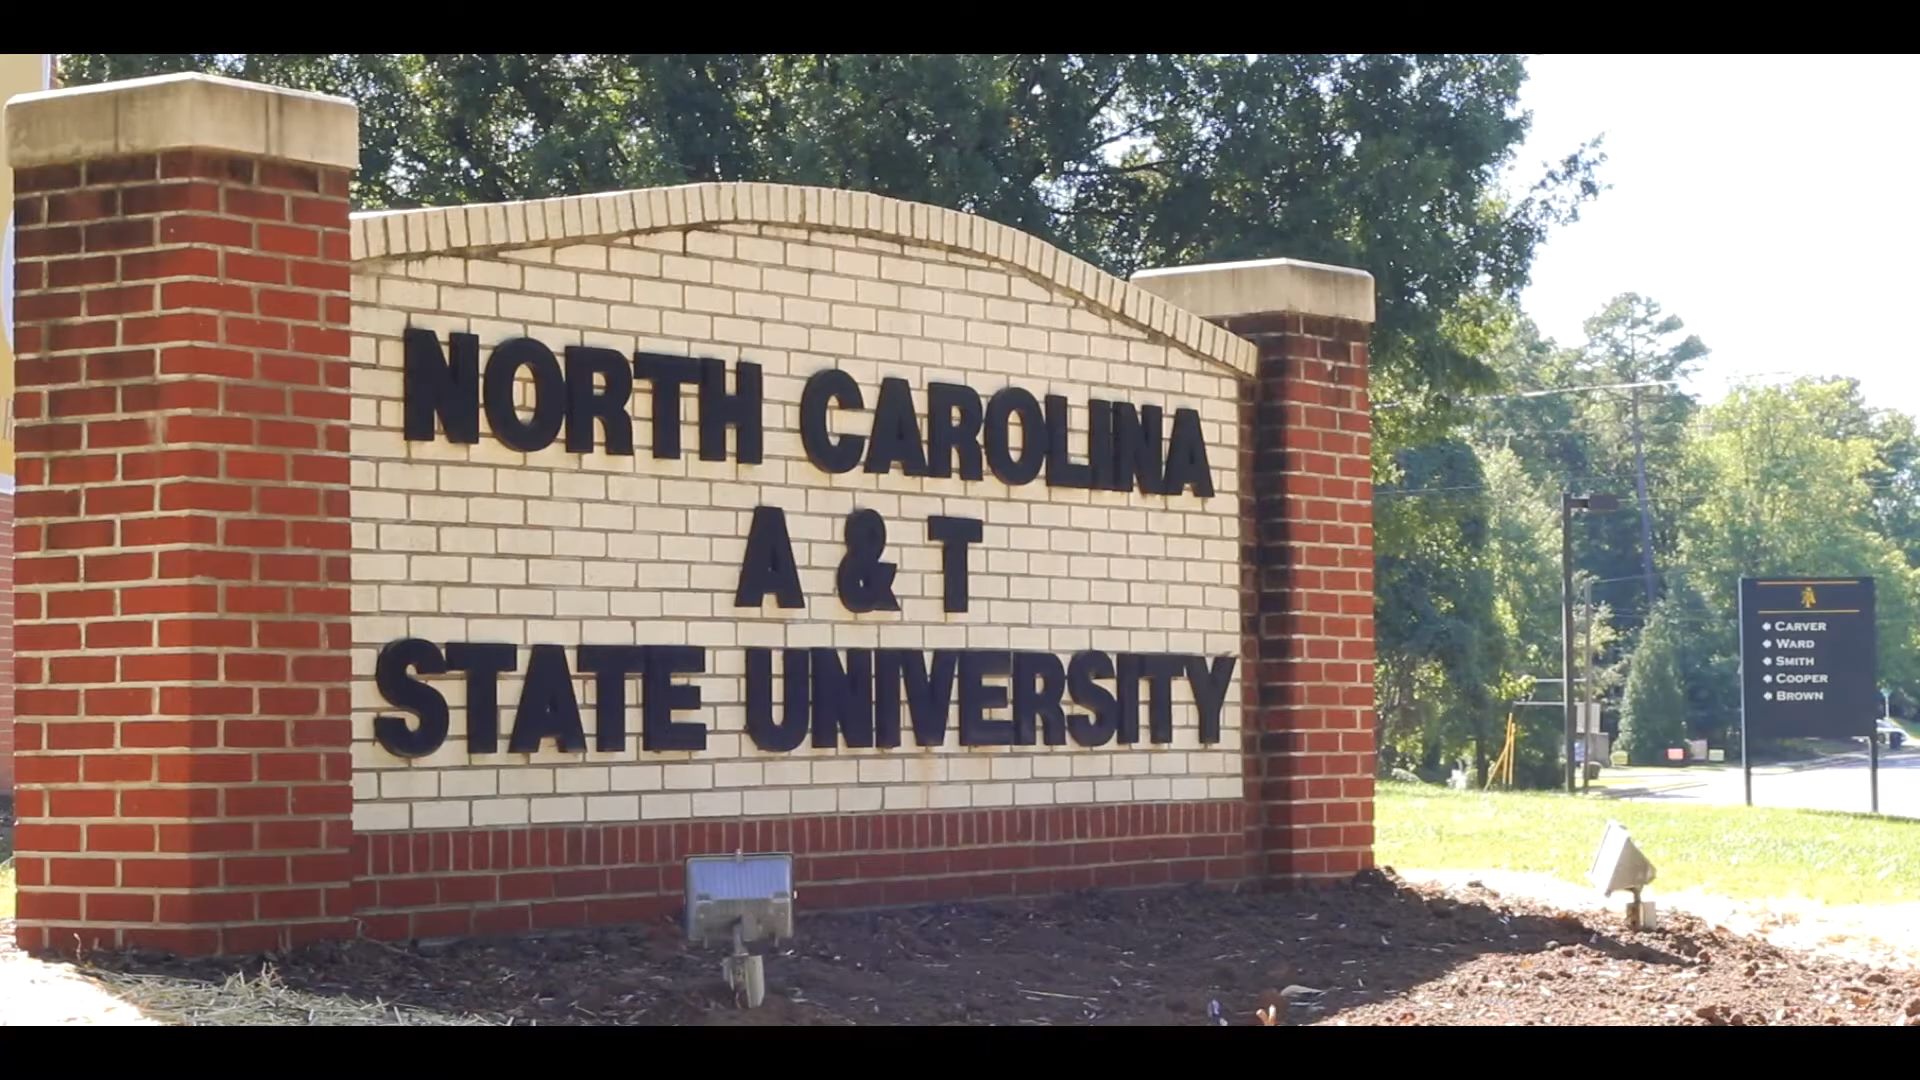 NORTH CAROLINA
A & T
STATE UNIVERSITY
CARVER
WARD
SMITH
COOPER
BROWN